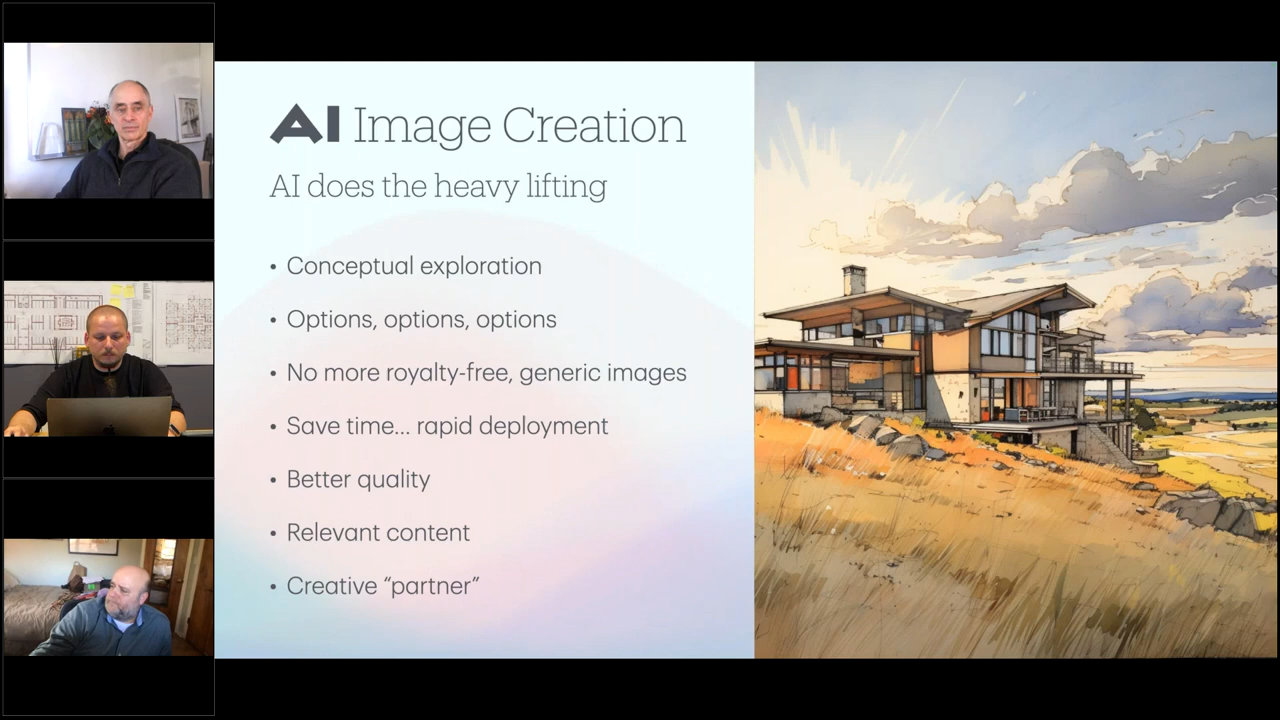 AI Image Creation
AI does the heavy lifting
• Conceptual exploration
• Options, options, options
• No more royalty-free, generic images
• Save time... rapid deployment
• Better quality
• Relevant content
• Creative “partner”